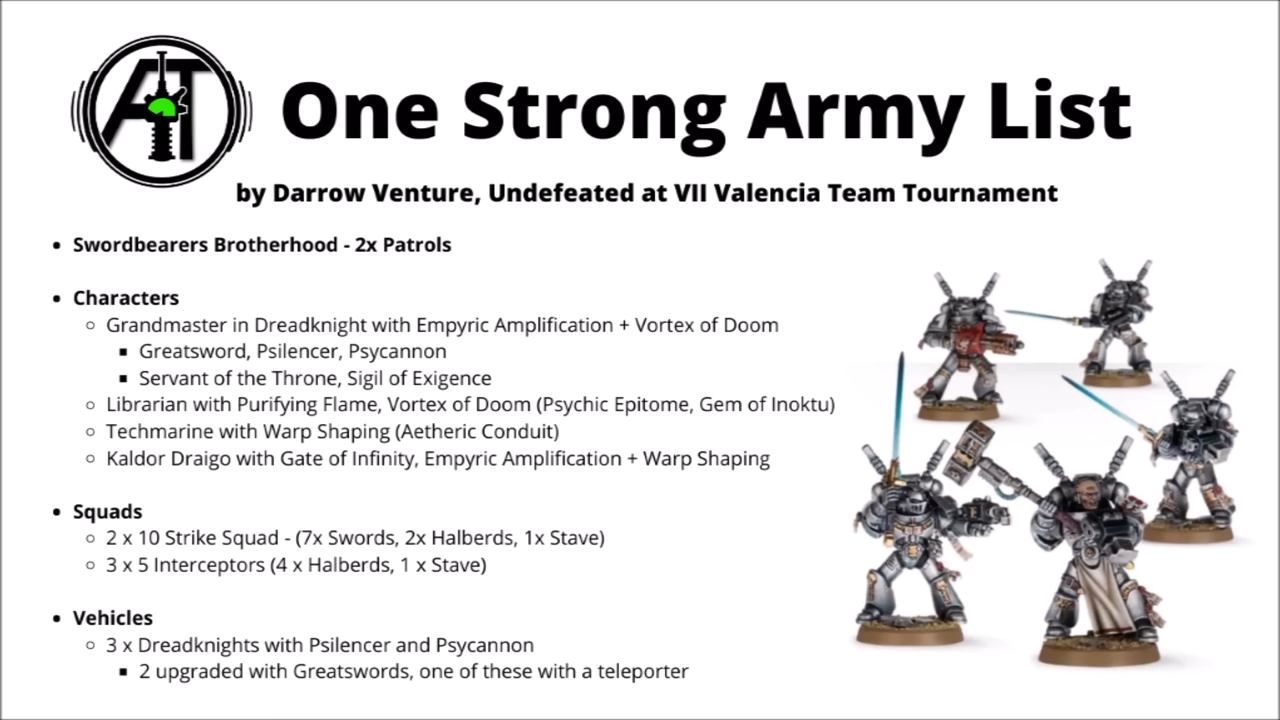 AT
One Strong Army List
by Darrow Venture, Undefeated at VII Valencia Team Tournament
• Swordbearers Brotherhood - 2x Patrols
• Characters
○ Grandmaster in Dreadknight with Empyric Amplification + Vortex of Doom
■ Greatsword, Psilencer, Psycannon
■ Servant of the Throne, Sigil of Exigence
○ Librarian with Purifying Flame, Vortex of Doom (Psychic Epitome, Gem of Inoktu)
○ Techmarine with Warp Shaping (Aetheric Conduit)
○ Kaldor Draigo with Gate of Infinity, Empyric Amplification + Warp Shaping
• Squads
○ 2 x 10 Strike Squad - (7x Swords, 2x Halberds, 1x Stave)
○ 3 x 5 Interceptors (4 x Halberds, 1 x Stave)
• Vehicles
○ 3 x Dreadknights with Psilencer and Psycannon
■ 2 upgraded with Greatswords, one of these with a teleporter